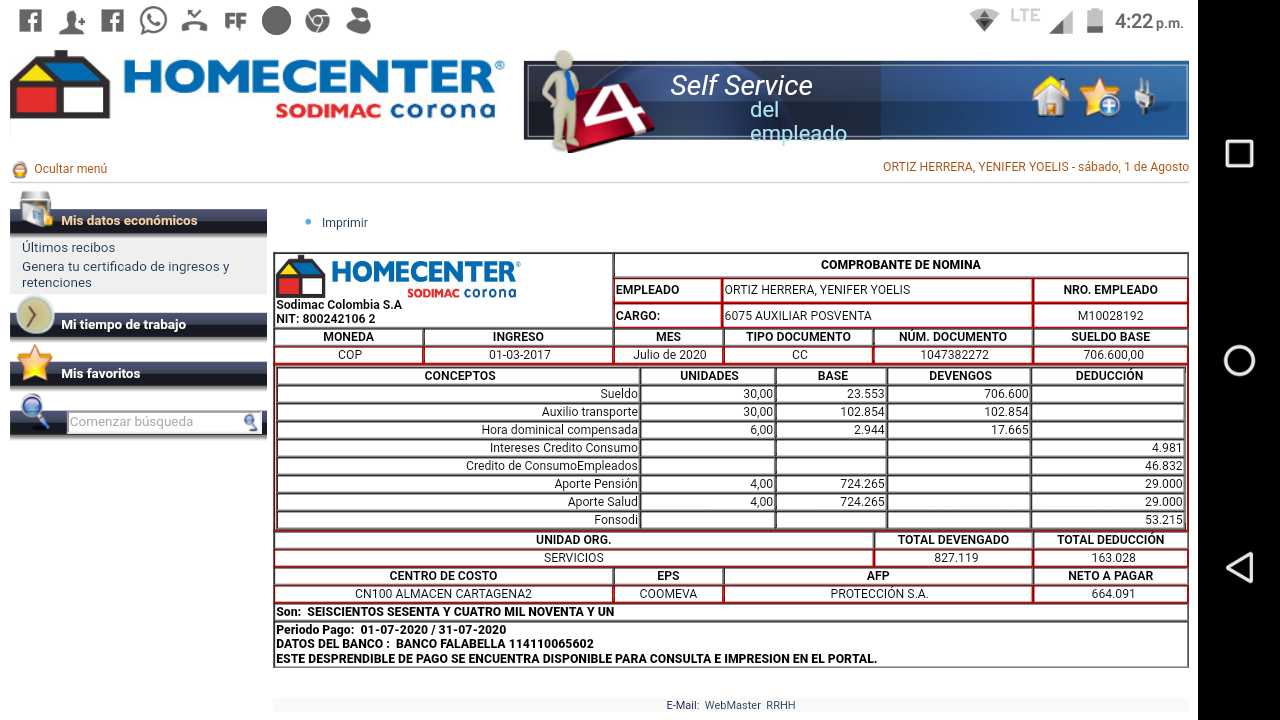 LTE 4:22 p.m.
HOMECENTER®
SODIMAC corona
4
Self Service
del
empleado
Ocultar menú
ORTIZ HERRERA, YENIFER YOELIS - sábado, 1 de Agosto
Mis datos económicos
Últimos recibos
Genera tu certificado de ingresos y
retenciones
Mi tiempo de trabajo
Mis favoritos
Comenzar búsqueda
Imprimir
HOMECENTER®
SODIMAC corona
Sodimac Colombia S.A
NIT: 800242106 2
COMPROBANTE DE NOMINA
EMPLEADO ORTIZ HERRERA, YENIFER YOELIS NRO. EMPLEADO
CARGO: 6075 AUXILIAR POSVENTA M10028192
MONEDA INGRESO MES TIPO DOCUMENTO NÚM. DOCUMENTO SUELDO BASE
COP 01-03-2017 Julio de 2020 CC 1047382272 706.600,00
CONCEPTOS UNIDADES BASE DEVENGOS DEDUCCIÓN
Sueldo 30,00 23.553 706.600
Auxilio transporte 30,00 102.854 102.854
Hora dominical compensada 6,00 2.944 17.665
Intereses Credito Consumo 4.981
Credito de ConsumoEmpleados 46.832
Aporte Pensión 4,00 724.265 29.000
Aporte Salud 4,00 724.265 29.000
Fonsodi 53.215
UNIDAD ORG. TOTAL DEVENGADO TOTAL DEDUCCIÓN
SERVICIOS 827.119 163.028
CENTRO DE COSTO EPS AFP NETO A PAGAR
CN100 ALMACEN CARTAGENA2 COOMEVA PROTECCIÓN S.A. 664.091
Son: SEISCIENTOS SESENTA Y CUATRO MIL NOVENTA Y UN
Periodo Pago: 01-07-2020 / 31-07-2020
DATOS DEL BANCO : BANCO FALABELLA 114110065602
ESTE DESPRENDIBLE DE PAGO SE ENCUENTRA DISPONIBLE PARA CONSULTA E IMPRESION EN EL PORTAL.
E-Mail: WebMaster RRHH